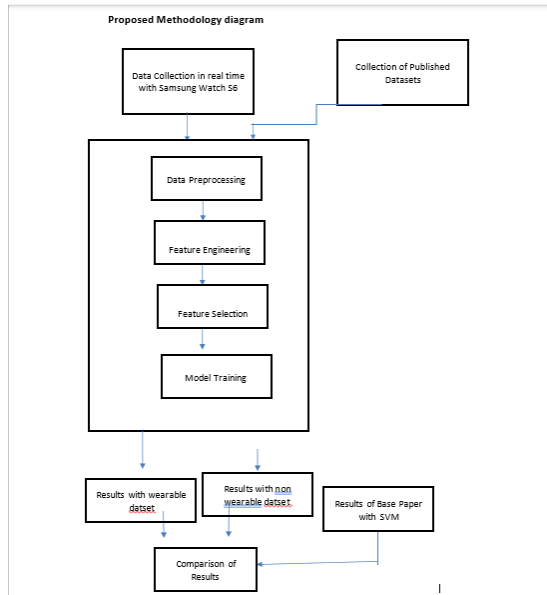 Proposed Methodology diagram
Data Collection in real time
with Samsung Watch S6
Collection of Published
Datasets
Data Preprocessing
Feature Engineering
Feature Selection
Model Training
Results with wearable
datset
Results with non
wearable datset
Results of Base Paper
with SVM
Comparison of
Results